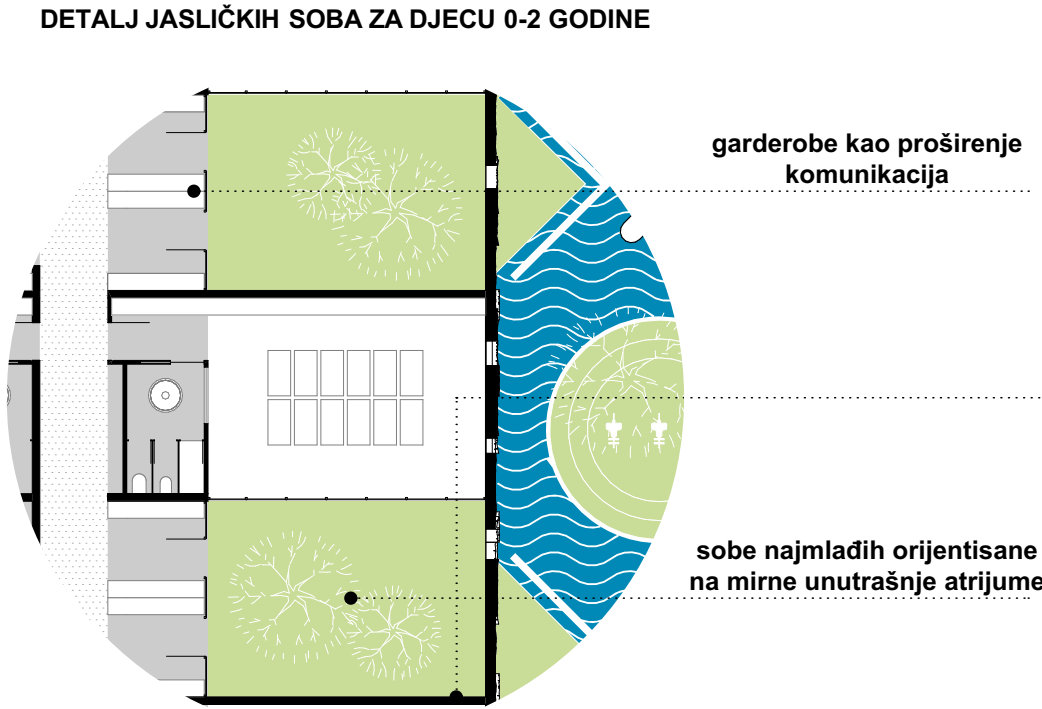 DETALJ JASLIČKIH SOBA ZA DJECU 0-2 GODINE
garderobe kao proširenje
komunikacija
sobe najmlađih orijentisane
na mirne unutrašnje atrijume